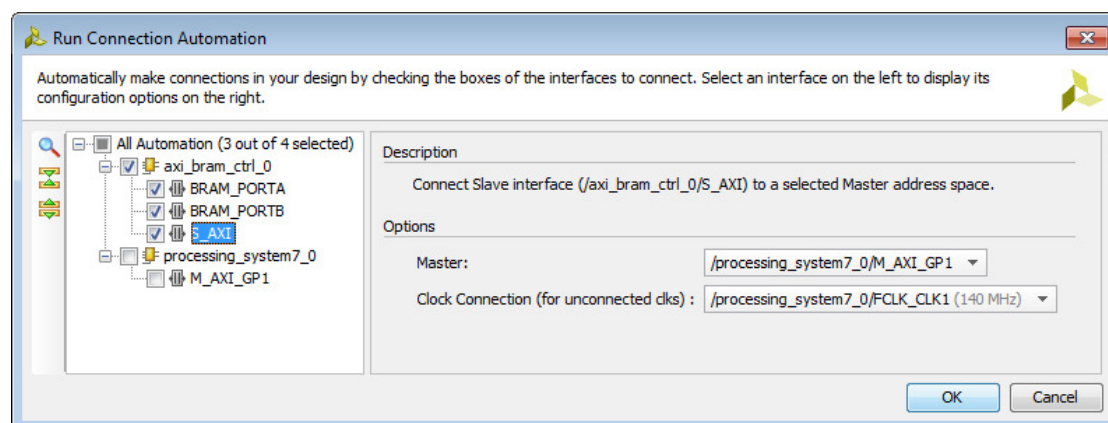 Run Connection Automation
Automatically make connections in your design by checking the boxes of the interfaces to connect. Select an interface on the left to display its
configuration options on the right.
All Automation (3 out of 4 selected)
axi_bram_ctrl_0
BRAM_PORTA
BRAM_PORTB
S_AXI
processing_system7_0
M_AXI_GP1
Description
Connect Slave interface (/axi_bram_ctrl_0/S_AXI) to a selected Master address space.
Options
Master: /processing_system7_0/M_AXI_GP1
Clock Connection (for unconnected clks) : /processing_system7_0/FCLK_CLK1 (140 MHz)
OK Cancel